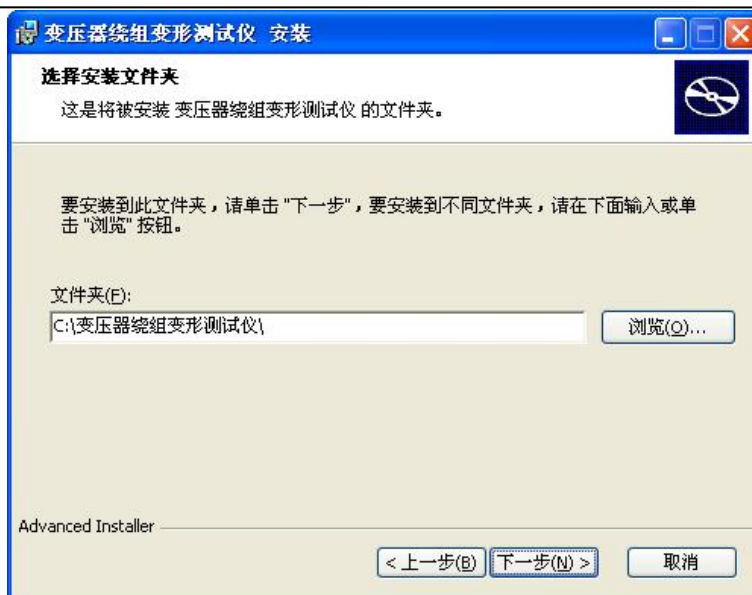 变压器绕组变形测试仪 安装
选择安装文件夹
这是将被安装 变压器绕组变形测试仪 的文件夹。
要安装到此文件夹，请单击 "下一步"，要安装到不同文件夹，请在下面输入或单
击 "浏览" 按钮。
文件夹(F):
C:\变压器绕组变形测试仪\
浏览(O)...
Advanced Installer
< 上一步(B) 下一步(N) > 取消